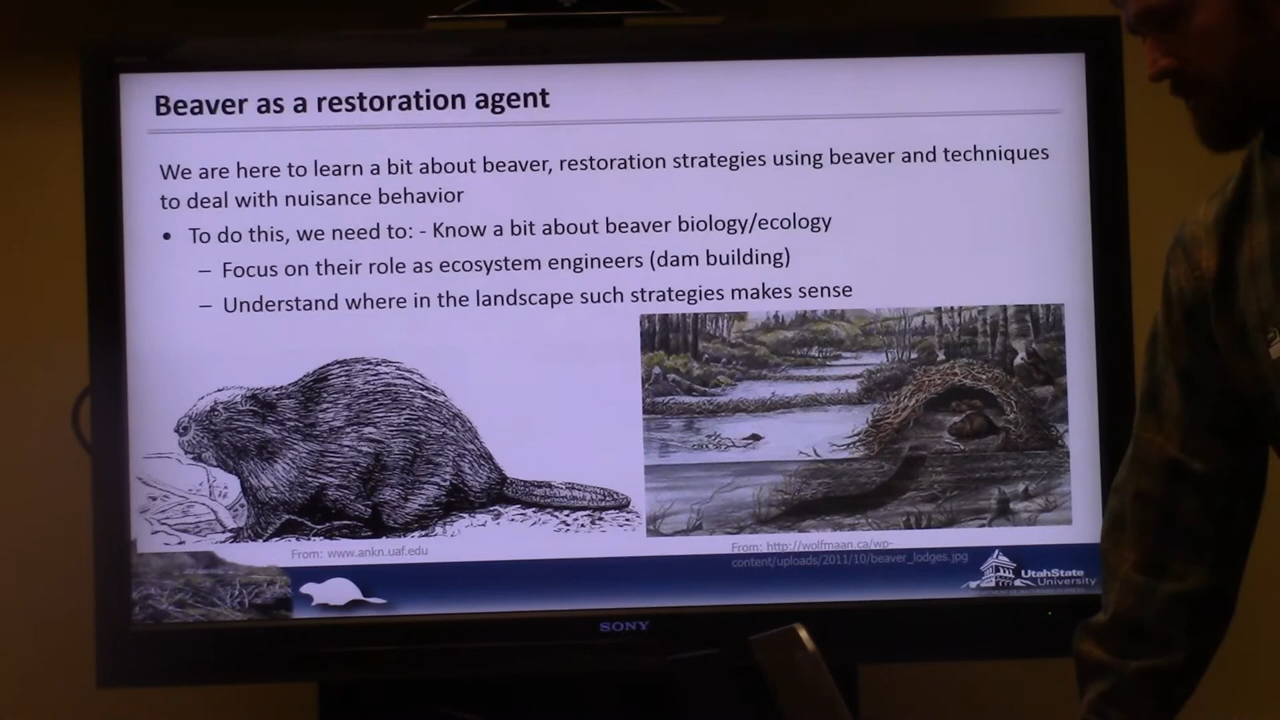 Beaver as a restoration agent
We are here to learn a bit about beaver, restoration strategies using beaver and techniques
to deal with nuisance behavior
• To do this, we need to: - Know a bit about beaver biology/ecology
– Focus on their role as ecosystem engineers (dam building)
– Understand where in the landscape such strategies makes sense
From: www.ankn.uaf.edu
From: http://wolfmaan.ca/wp-
content/uploads/2011/10/beaver_lodges.jpg
UtahState
University
SONY